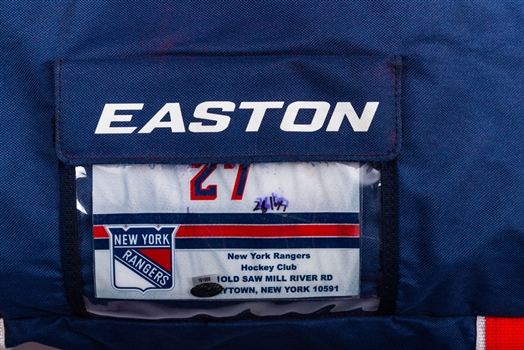 EASTON
27
NEW YORK
RANGERS
New York Rangers
Hockey Club
OLD SAW MILL RIVER RD
YTOWN, NEW YORK 10591